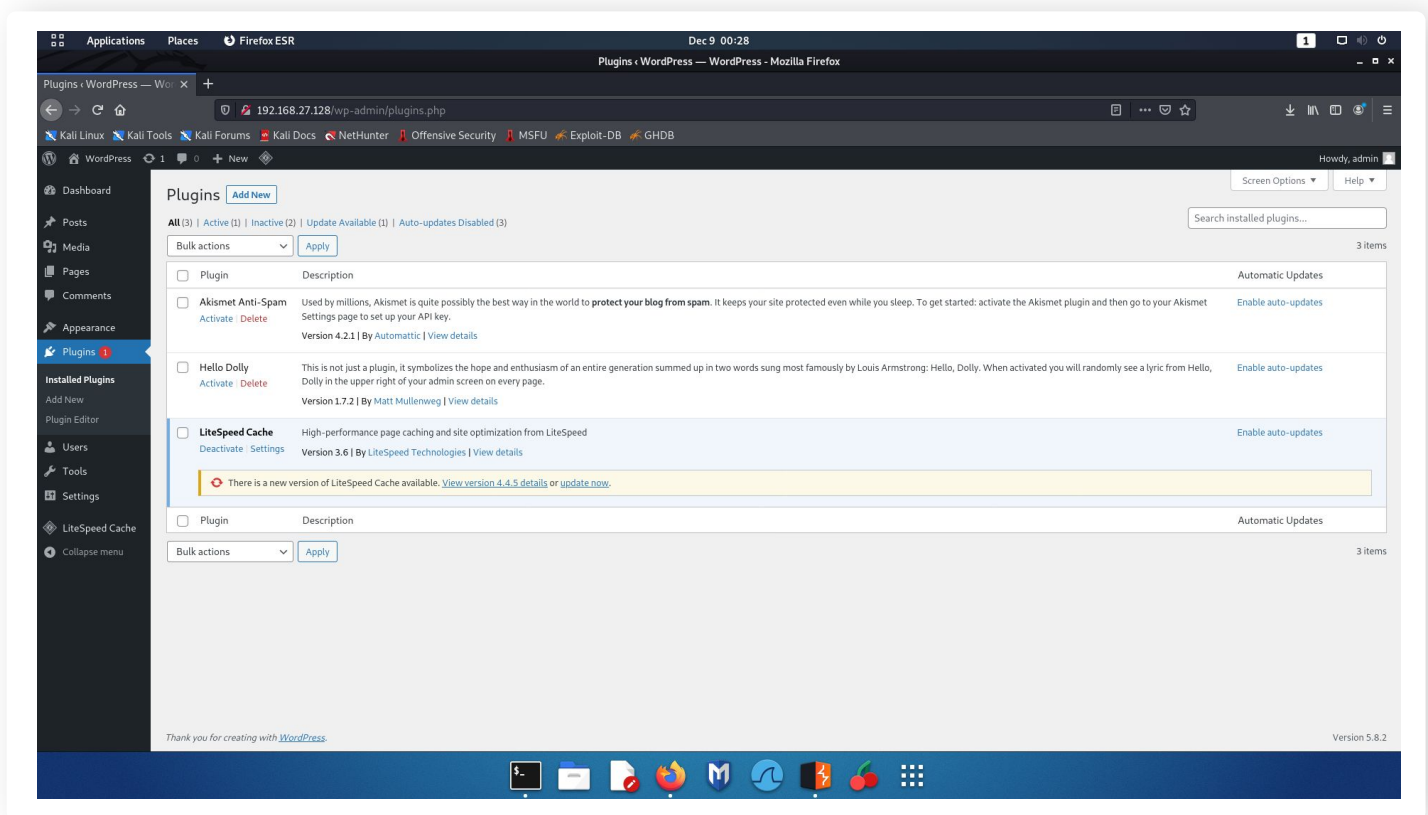 Applications Places Firefox ESR Dec 9 00:28 1
Plugins ‹ WordPress — WordPress - Mozilla Firefox
Plugins ‹ WordPress — Wor
192.168.27.128/wp-admin/plugins.php
Kali Linux Kali Tools Kali Forums Kali Docs NetHunter Offensive Security MSFU Exploit-DB GHDB
WordPress 1 0 + New Howdy, admin
Dashboard
Posts
Media
Pages
Comments
Appearance
Plugins 1
Installed Plugins
Add New
Plugin Editor
Users
Tools
Settings
LiteSpeed Cache
Collapse menu
Screen Options Help
Plugins Add New
All (3) | Active (1) | Inactive (2) | Update Available (1) | Auto-updates Disabled (3)
Search installed plugins...
Bulk actions Apply 3 items
Plugin Description Automatic Updates
Akismet Anti-Spam
Activate | Delete
Used by millions, Akismet is quite possibly the best way in the world to protect your blog from spam. It keeps your site protected even while you sleep. To get started: activate the Akismet plugin and then go to your Akismet
Settings page to set up your API key.
Version 4.2.1 | By Automattic | View details
Enable auto-updates
Hello Dolly
Activate | Delete
This is not just a plugin, it symbolizes the hope and enthusiasm of an entire generation summed up in two words sung most famously by Louis Armstrong: Hello, Dolly. When activated you will randomly see a lyric from Hello,
Dolly in the upper right of your admin screen on every page.
Version 1.7.2 | By Matt Mullenweg | View details
Enable auto-updates
LiteSpeed Cache
Deactivate | Settings
High-performance page caching and site optimization from LiteSpeed
Version 3.6 | By LiteSpeed Technologies | View details
Enable auto-updates
There is a new version of LiteSpeed Cache available. View version 4.4.5 details or update now.
Plugin Description Automatic Updates
Bulk actions Apply 3 items
Thank you for creating with WordPress. Version 5.8.2
$_